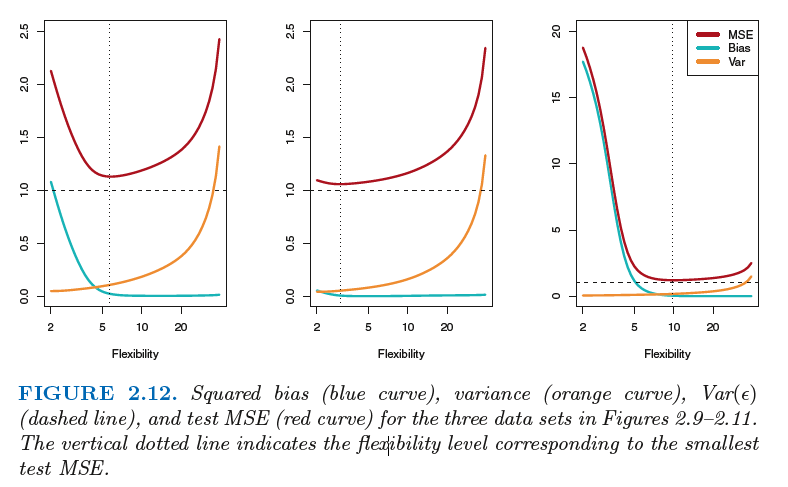 2.5
2.0
1.5
1.0
0.5
0.0
2 5 10 20
Flexibility
2.5
2.0
1.5
1.0
0.5
0.0
2 5 10 20
Flexibility
20
15
10
5
0
2 5 10 20
Flexibility
MSE
Bias
Var
FIGURE 2.12. Squared bias (blue curve), variance (orange curve), Var(ϵ)
(dashed line), and test MSE (red curve) for the three data sets in Figures 2.9–2.11.
The vertical dotted line indicates the flexibility level corresponding to the smallest
test MSE.